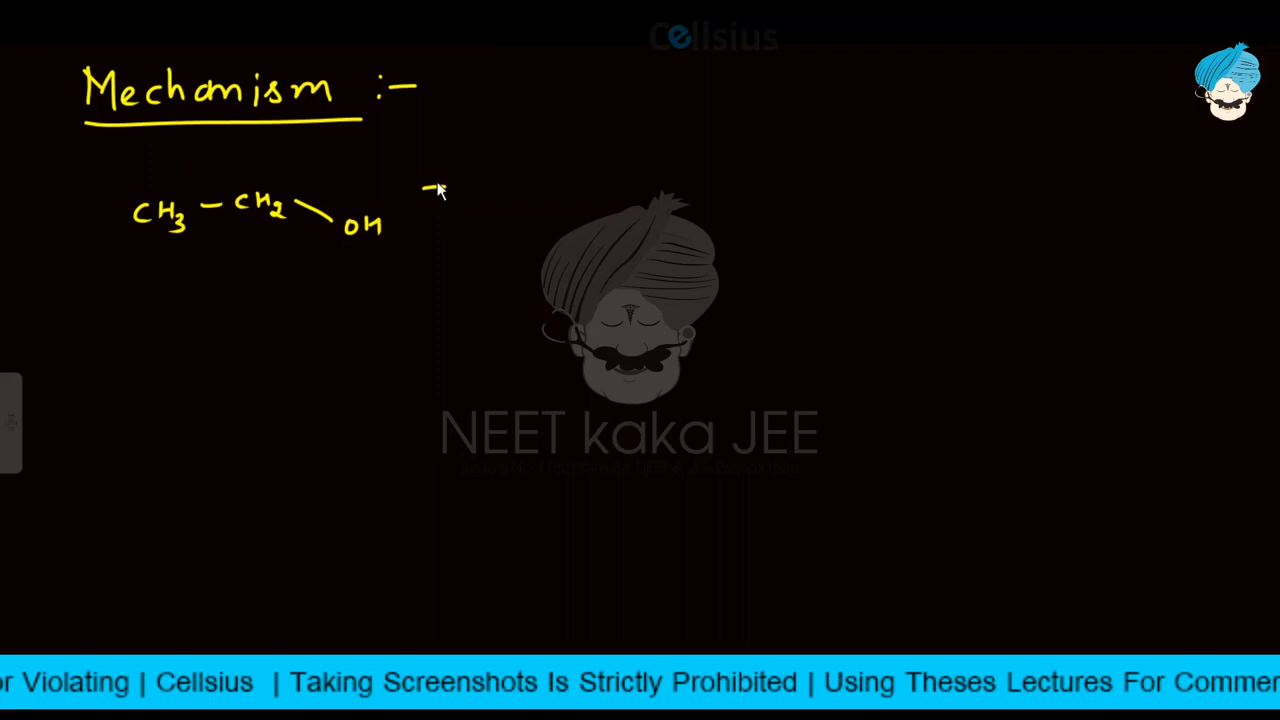 Cellsius
Mechanism :-
CH3 - CH2 \ OH
NEET kaka JEE
or Violating | Cellsius | Taking Screenshots Is Strictly Prohibited | Using Theses Lectures For Commer